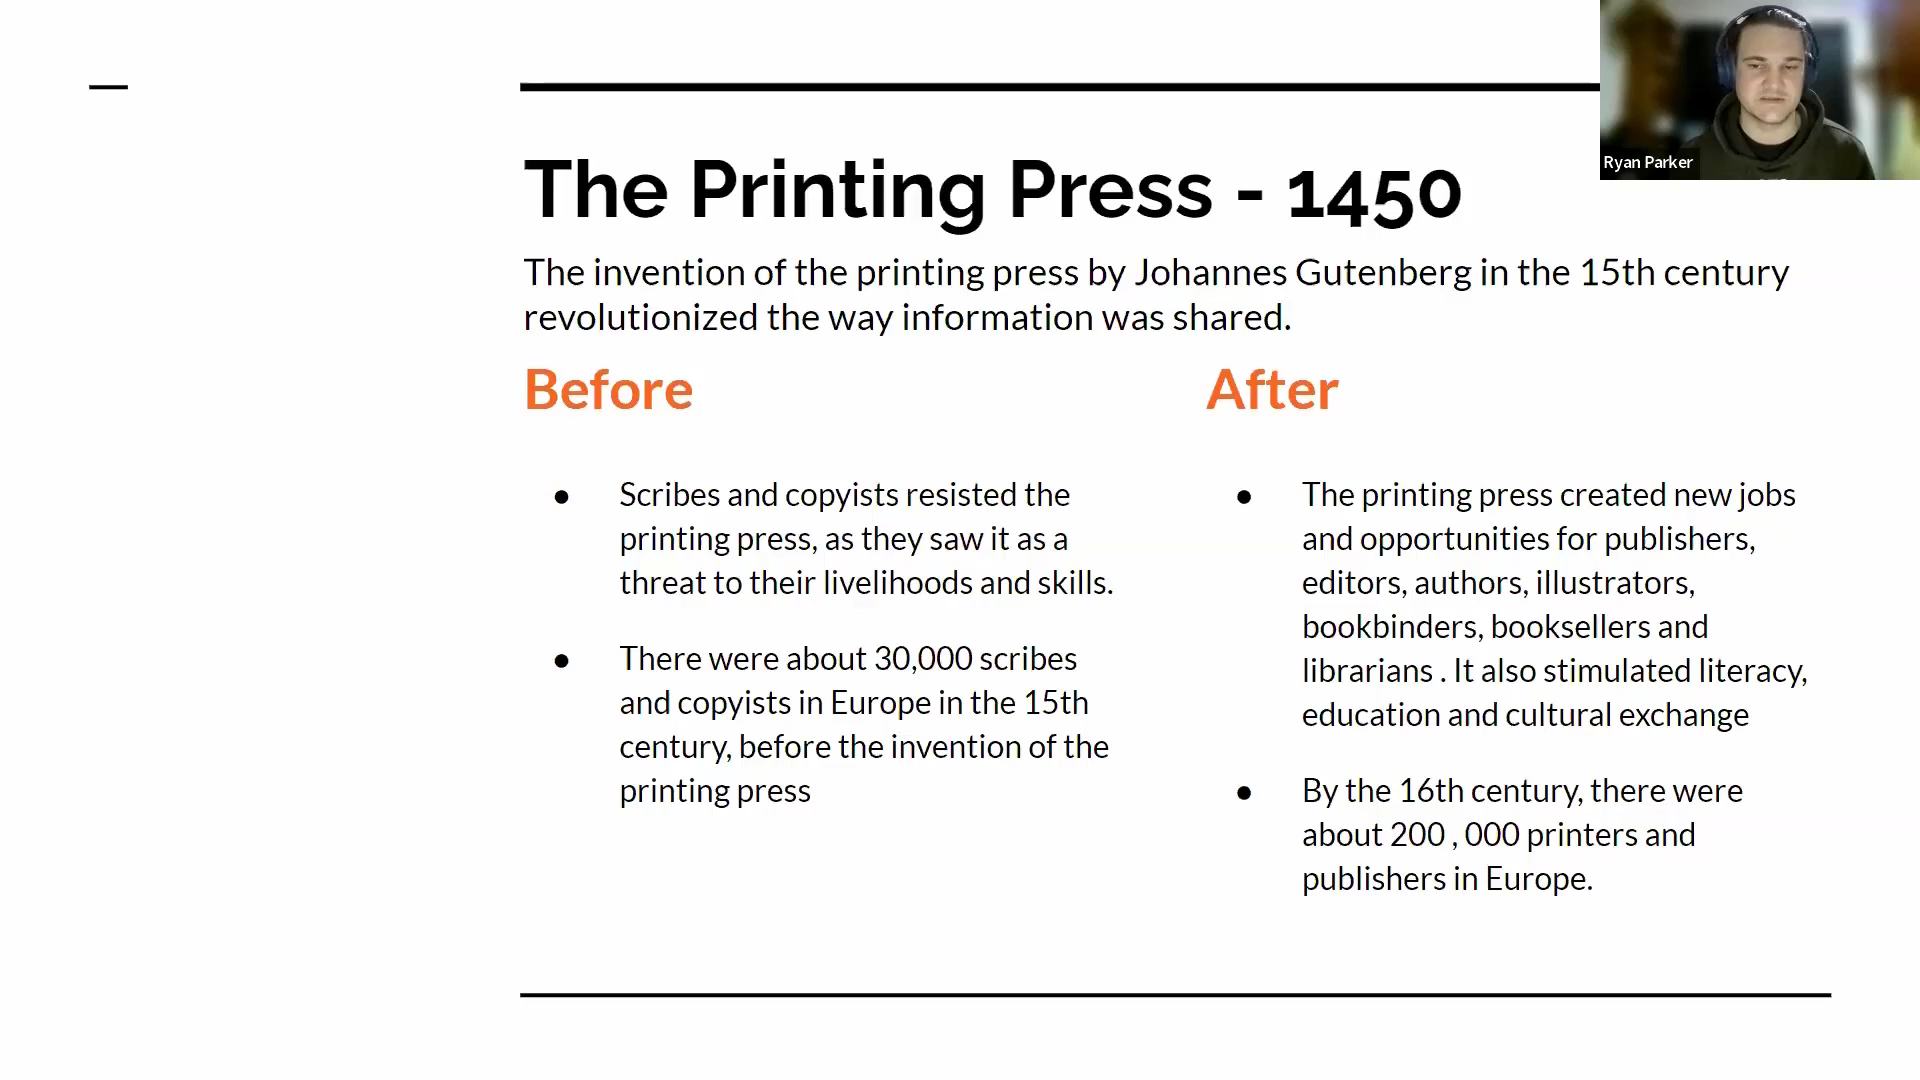 Ryan Parker
The Printing Press - 1450
The invention of the printing press by Johannes Gutenberg in the 15th century
revolutionized the way information was shared.
Before
● Scribes and copyists resisted the
printing press, as they saw it as a
threat to their livelihoods and skills.
● There were about 30,000 scribes
and copyists in Europe in the 15th
century, before the invention of the
printing press
After
● The printing press created new jobs
and opportunities for publishers,
editors, authors, illustrators,
bookbinders, booksellers and
librarians . It also stimulated literacy,
education and cultural exchange
● By the 16th century, there were
about 200 , 000 printers and
publishers in Europe.